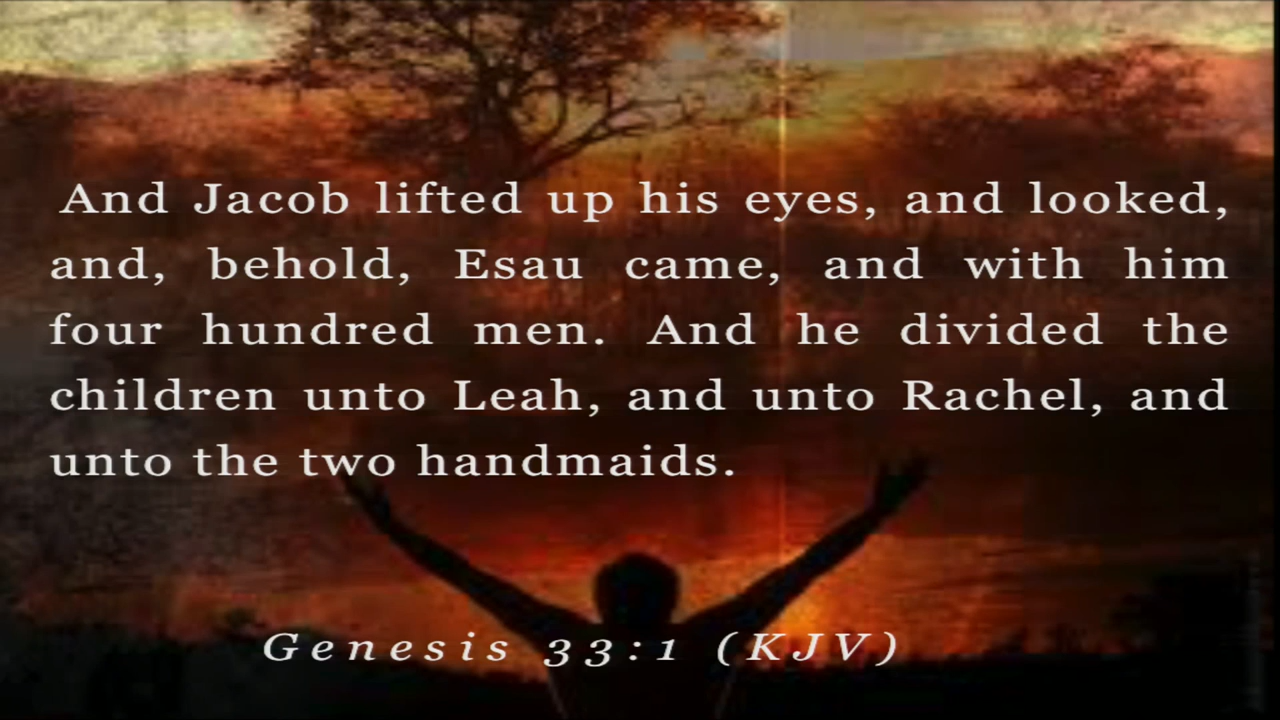 And Jacob lifted up his eyes, and looked,
and, behold, Esau came, and with him
four hundred men. And he divided the
children unto Leah, and unto Rachel, and
unto the two handmaids.
Genesis 33:1 (KJV)